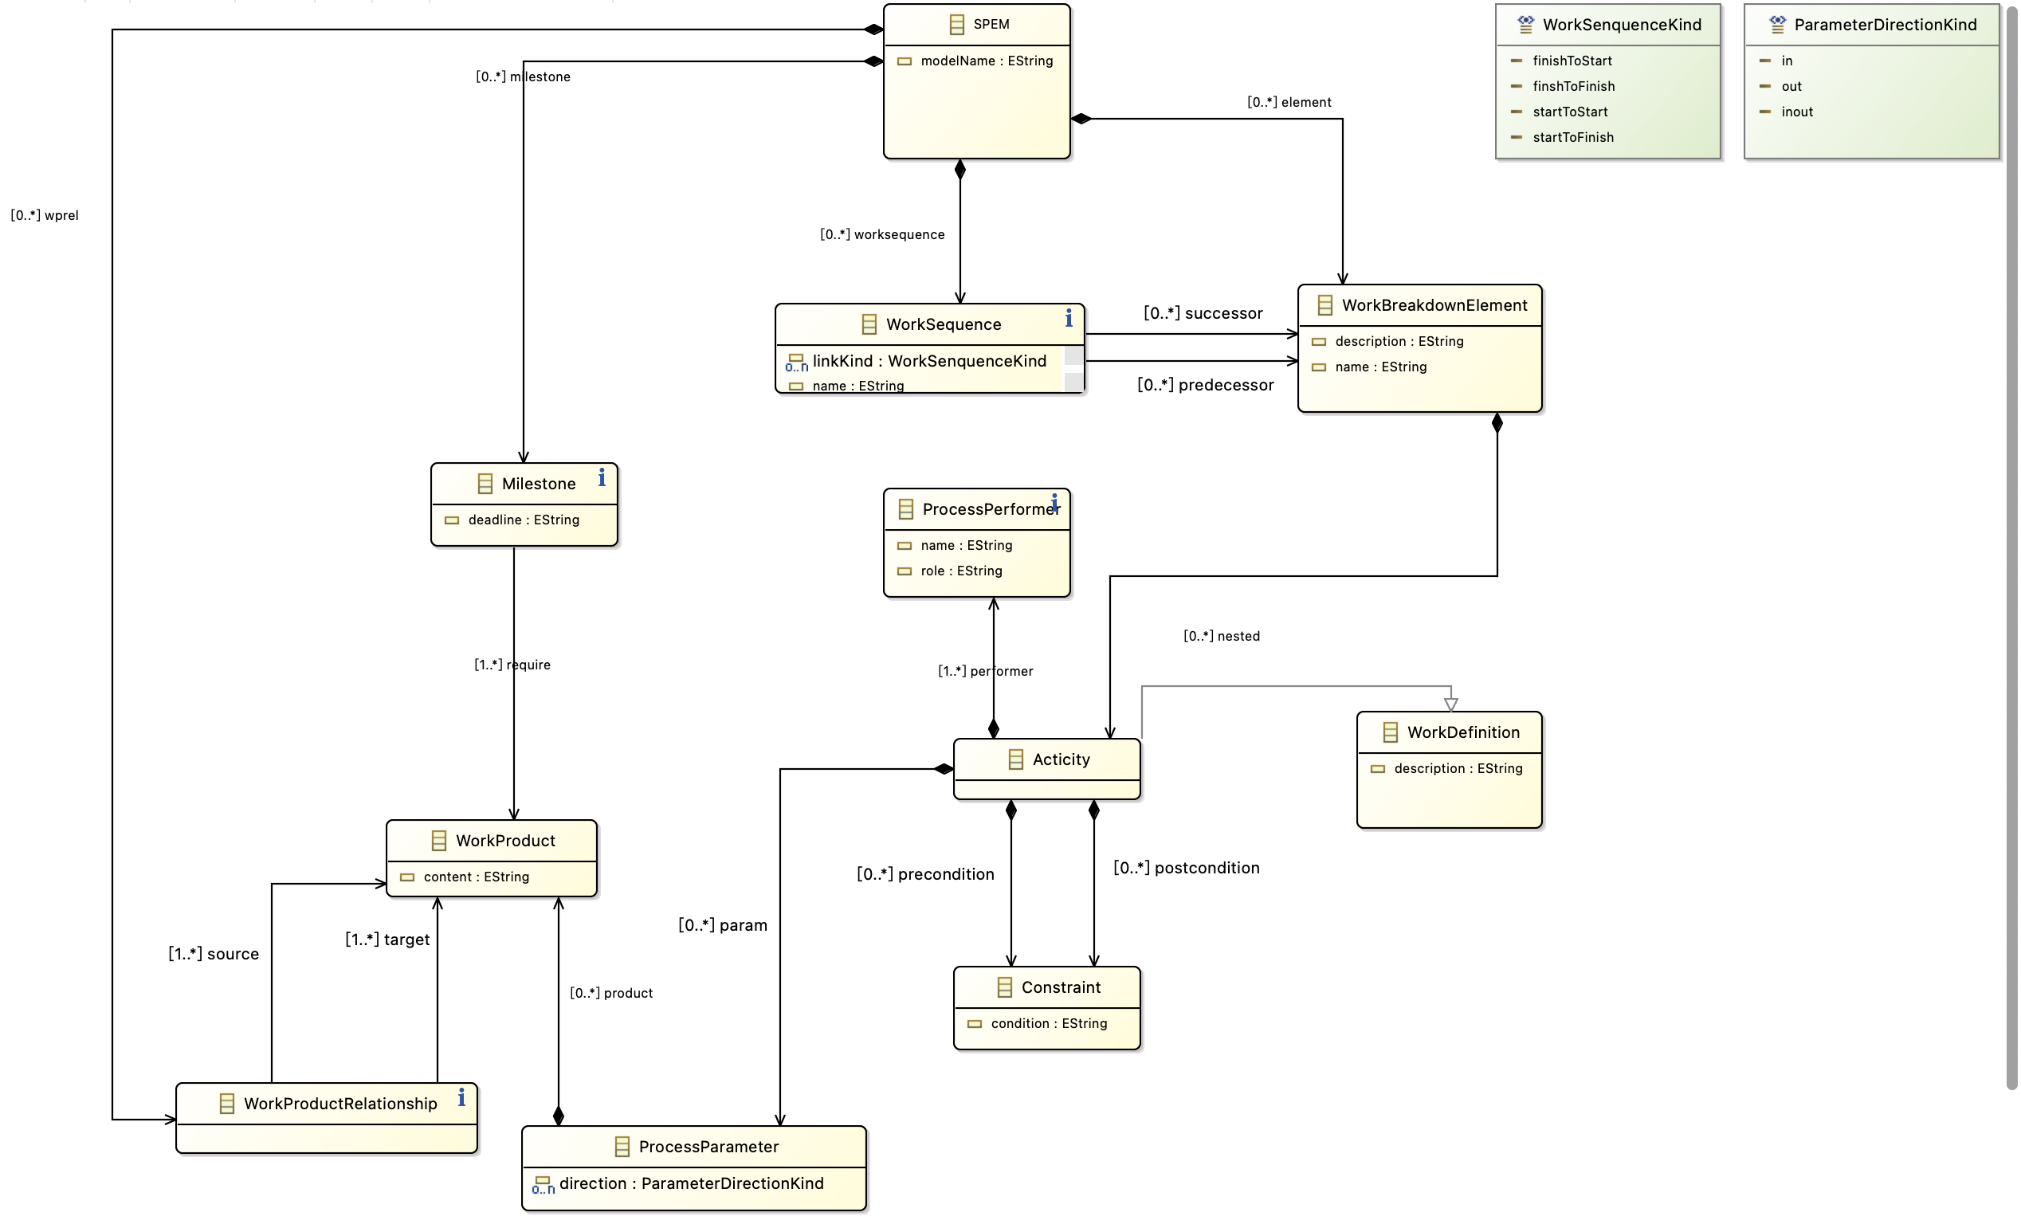 SPEM
modelName : EString
WorkSenquenceKind
finishToStart
finshToFinish
startToStart
startToFinish
ParameterDirectionKind
in
out
inout
[0..*] milestone
[0..*] element
[0..*] wprel
[0..*] worksequence
WorkSequence
linkKind : WorkSenquenceKind
0..n
name : EString
[0..*] successor
[0..*] predecessor
WorkBreakdownElement
description : EString
name : EString
Milestone
deadline : EString
ProcessPerformer
name : EString
role : EString
[0..*] nested
[1..*] require
[1..*] performer
Acticity
WorkDefinition
description : EString
WorkProduct
content : EString
[0..*] precondition
[0..*] postcondition
[0..*] param
[1..*] source
[1..*] target
[0..*] product
Constraint
condition : EString
WorkProductRelationship
ProcessParameter
direction : ParameterDirectionKind
0..n